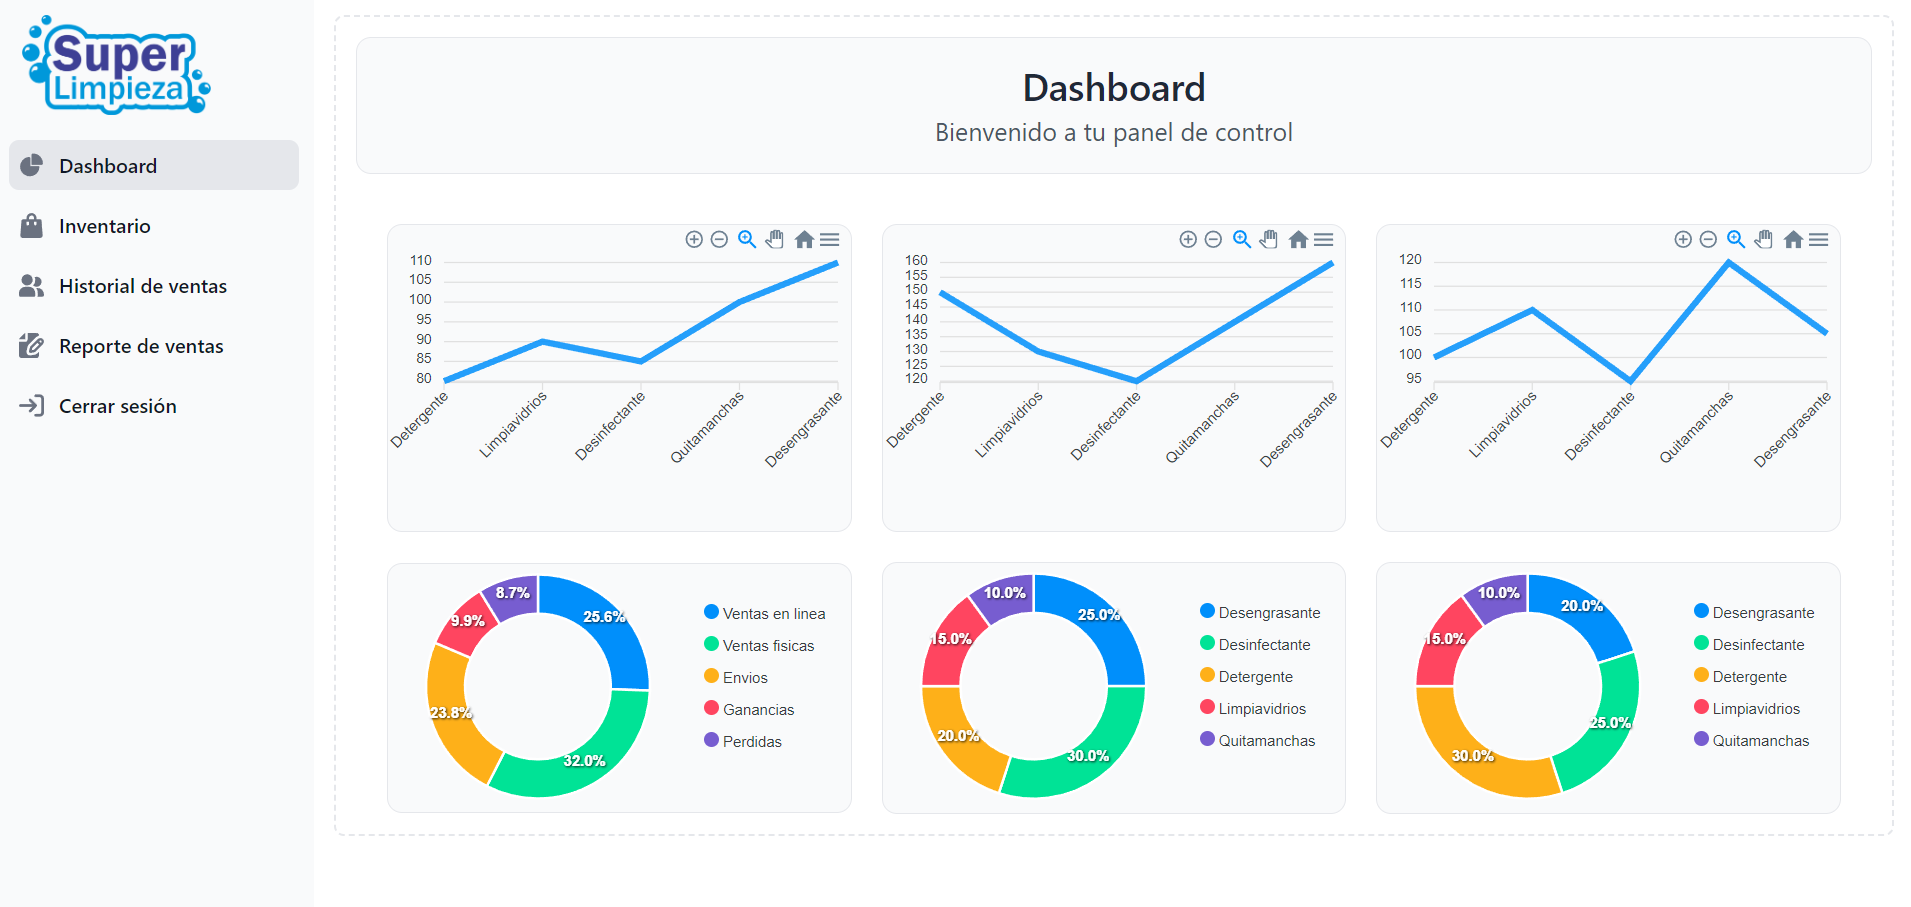 Super
Limpieza
Dashboard
Inventario
Historial de ventas
Reporte de ventas
Cerrar sesión
Dashboard
Bienvenido a tu panel de control
110
105
100
95
90
85
80
Detergente
Limpiavidrios
Desinfectante
Quitamanchas
Desengrasante
160
155
150
145
140
135
130
125
120
Detergente
Limpiavidrios
Desinfectante
Quitamanchas
Desengrasante
120
115
110
105
100
95
Detergente
Limpiavidrios
Desinfectante
Quitamanchas
Desengrasante
8.7%
25.6%
9.9%
23.8%
32.0%
Ventas en linea
Ventas fisicas
Envios
Ganancias
Perdidas
10.0%
25.0%
15.0%
20.0%
30.0%
Desengrasante
Desinfectante
Detergente
Limpiavidrios
Quitamanchas
10.0%
20.0%
15.0%
25.0%
30.0%
Desengrasante
Desinfectante
Detergente
Limpiavidrios
Quitamanchas